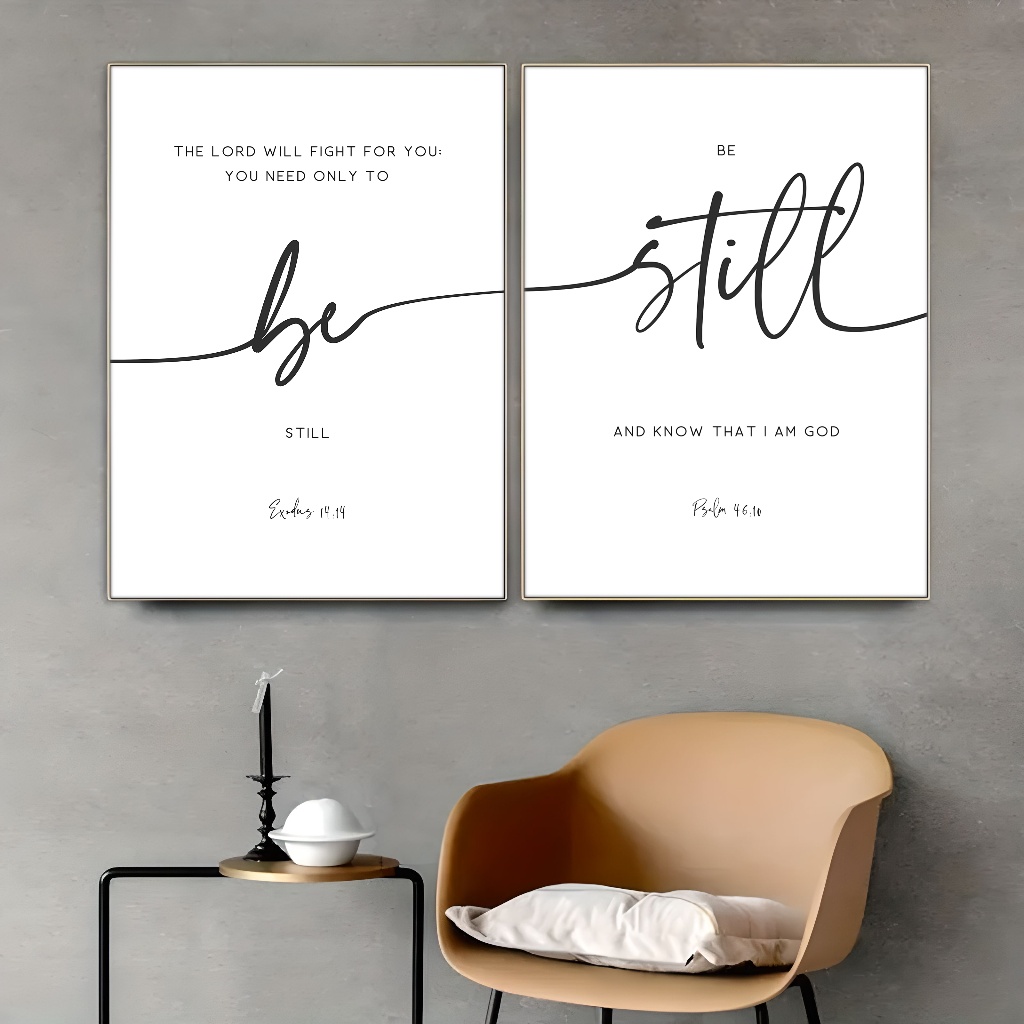 THE LORD WILL FIGHT FOR YOU;
YOU NEED ONLY TO
be
STILL
Exodus 14:14
BE
still
AND KNOW THAT I AM GOD
Psalm 46:10